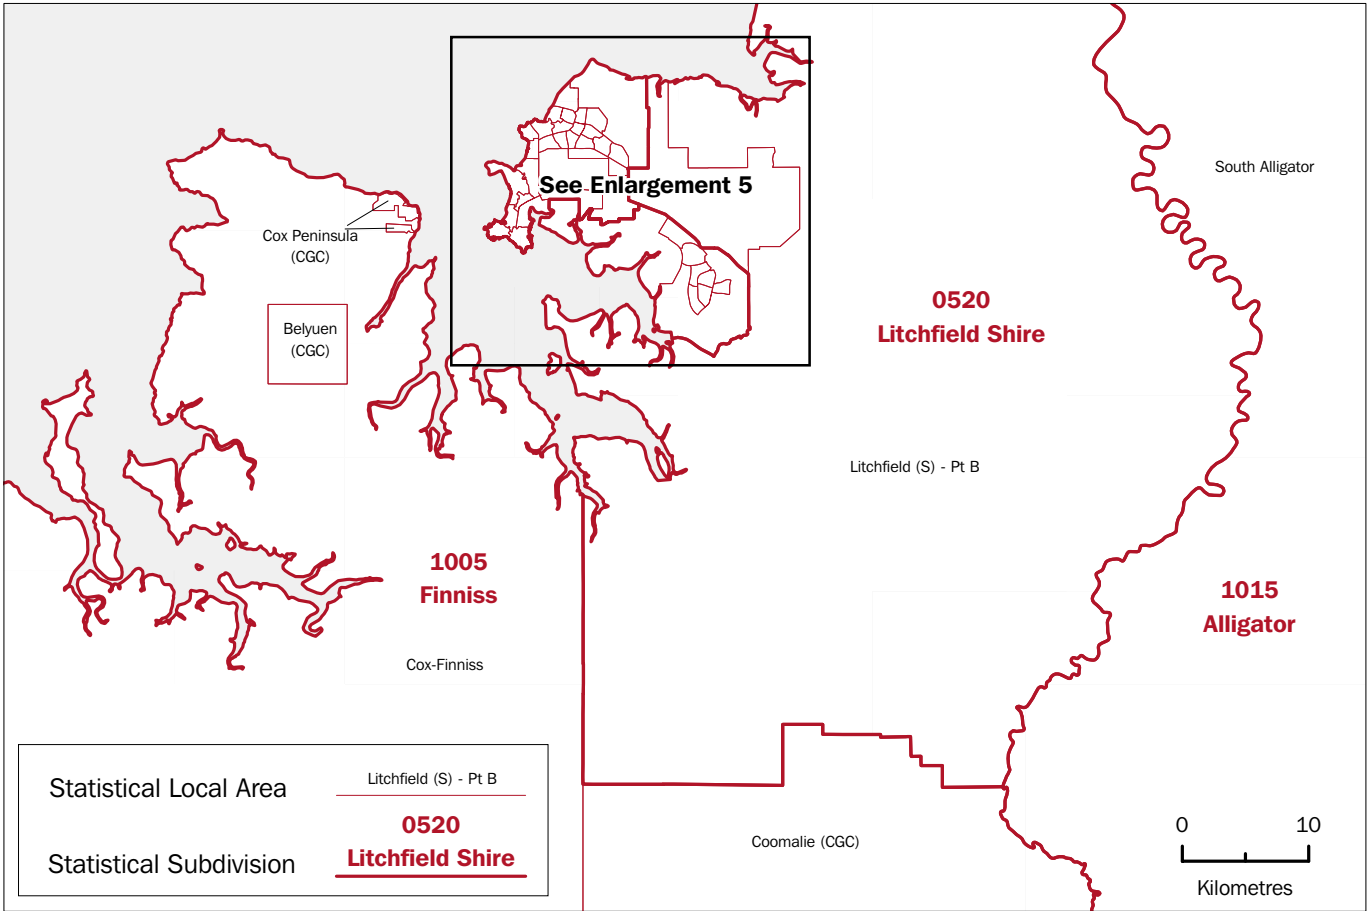 South Alligator
See Enlargement 5
Cox Peninsula
(CGC)
0520
Litchfield Shire
Belyuen
(CGC)
Litchfield (S) - Pt B
1005
Finniss
1015
Alligator
Cox-Finniss
Statistical Local Area
Litchfield (S) - Pt B
0520
Litchfield Shire
Statistical Subdivision
Coomalie (CGC)
0 10
Kilometres